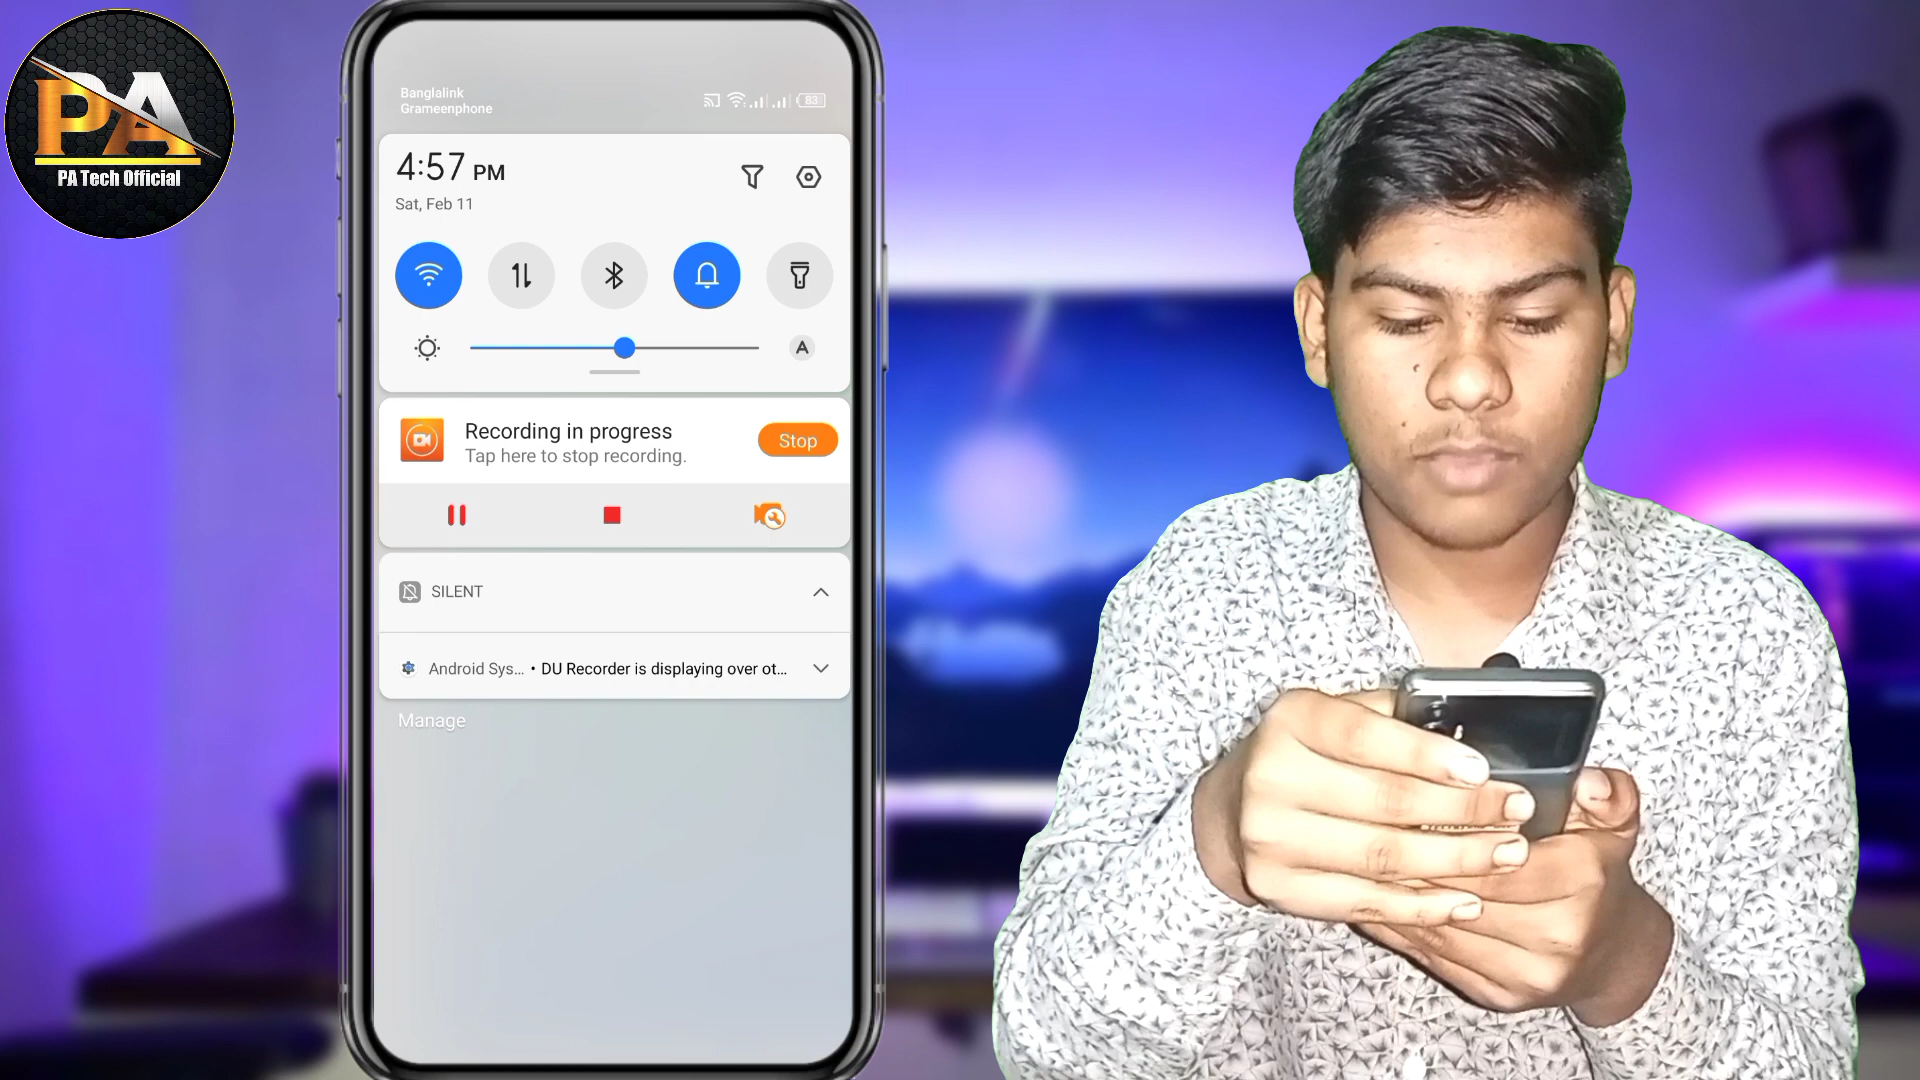 PA
PA Tech Official
Banglalink
Grameenphone
83
4:57 PM
Sat, Feb 11
A
Recording in progress
Tap here to stop recording.
Stop
SILENT
Android Sys... • DU Recorder is displaying over ot...
Manage